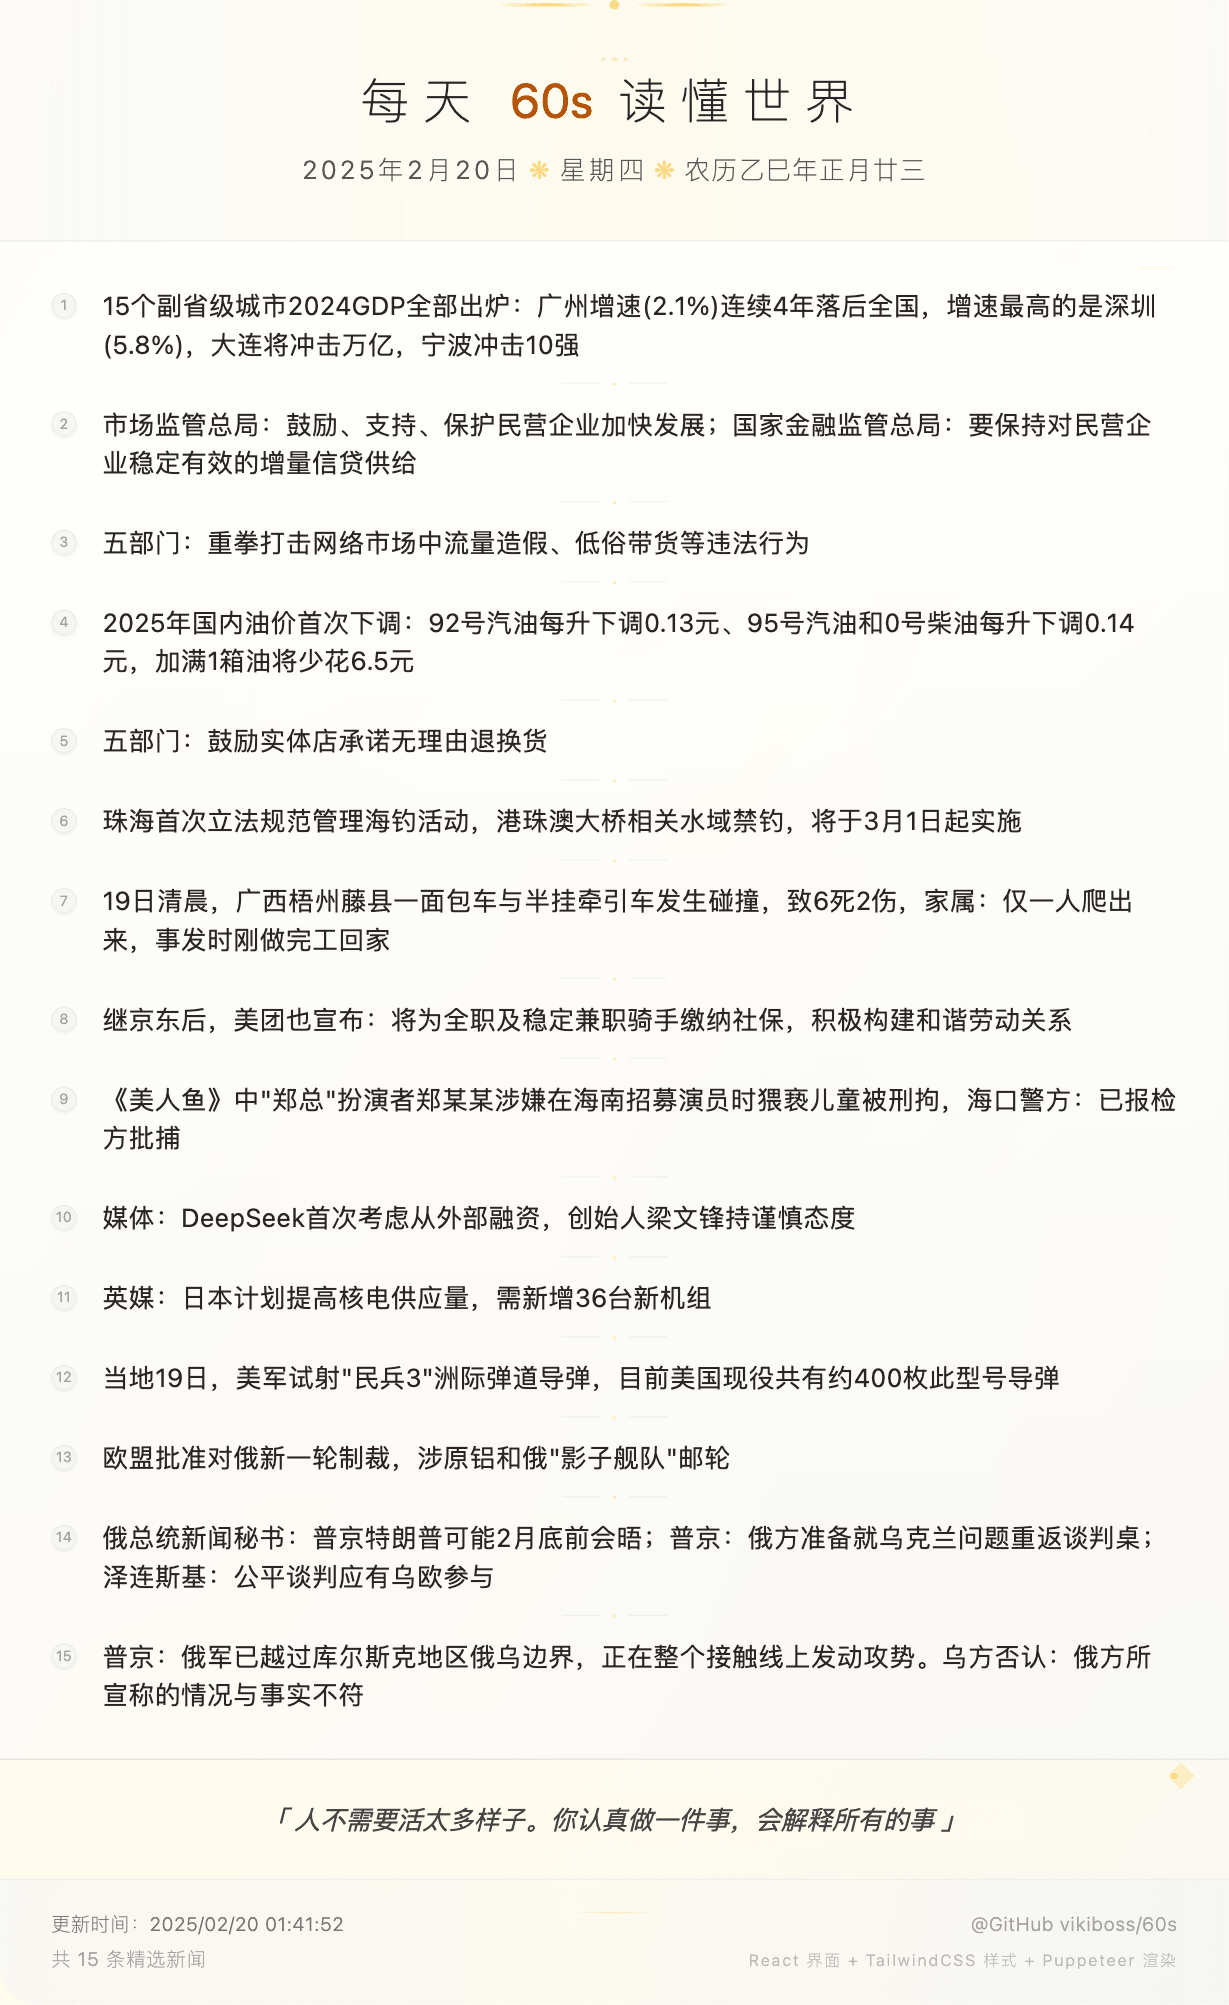 每天 60s 读懂世界
2025年2月20日 ❋ 星期四 ❋ 农历乙巳年正月廿三
1 15个副省级城市2024GDP全部出炉：广州增速(2.1%)连续4年落后全国，增速最高的是深圳
(5.8%)，大连将冲击万亿，宁波冲击10强
2 市场监管总局：鼓励、支持、保护民营企业加快发展；国家金融监管总局：要保持对民营企
业稳定有效的增量信贷供给
3 五部门：重拳打击网络市场中流量造假、低俗带货等违法行为
4 2025年国内油价首次下调：92号汽油每升下调0.13元、95号汽油和0号柴油每升下调0.14
元，加满1箱油将少花6.5元
5 五部门：鼓励实体店承诺无理由退换货
6 珠海首次立法规范管理海钓活动，港珠澳大桥相关水域禁钓，将于3月1日起实施
7 19日清晨，广西梧州藤县一面包车与半挂牵引车发生碰撞，致6死2伤，家属：仅一人爬出
来，事发时刚做完工回家
8 继京东后，美团也宣布：将为全职及稳定兼职骑手缴纳社保，积极构建和谐劳动关系
9 《美人鱼》中"郑总"扮演者郑某某涉嫌在海南招募演员时猥亵儿童被刑拘，海口警方：已报检
方批捕
10 媒体：DeepSeek首次考虑从外部融资，创始人梁文锋持谨慎态度
11 英媒：日本计划提高核电供应量，需新增36台新机组
12 当地19日，美军试射"民兵3"洲际弹道导弹，目前美国现役共有约400枚此型号导弹
13 欧盟批准对俄新一轮制裁，涉原铝和俄"影子舰队"邮轮
14 俄总统新闻秘书：普京特朗普可能2月底前会晤；普京：俄方准备就乌克兰问题重返谈判桌；
泽连斯基：公平谈判应有乌欧参与
15 普京：俄军已越过库尔斯克地区俄乌边界，正在整个接触线上发动攻势。乌方否认：俄方所
宣称的情况与事实不符
「 人不需要活太多样子。你认真做一件事，会解释所有的事 」
更新时间：2025/02/20 01:41:52
@GitHub vikiboss/60s
共 15 条精选新闻
React 界面 + TailwindCSS 样式 + Puppeteer 渲染